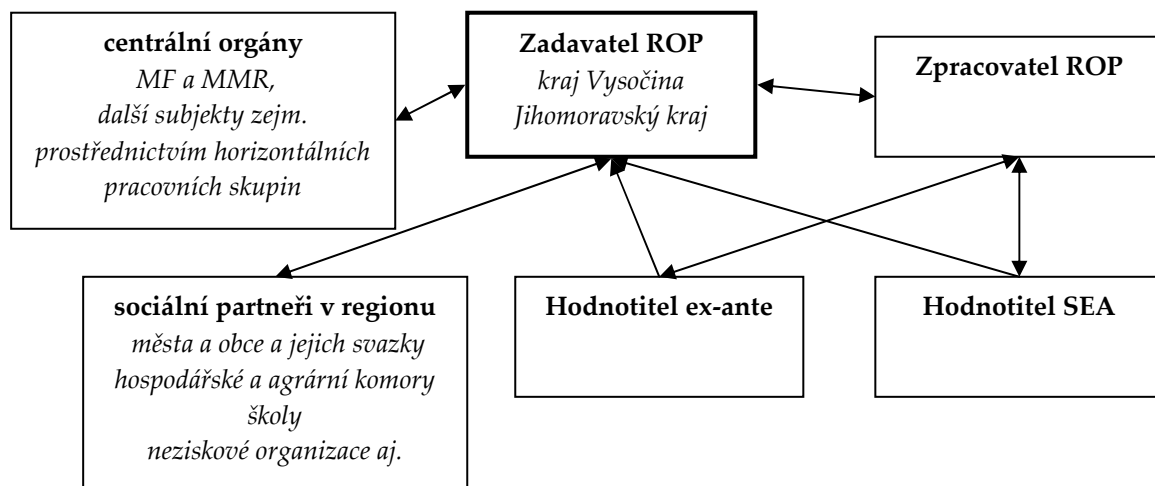 centrální orgány
MF a MMR,
další subjekty zejm.
prostřednictvím horizontálních
pracovních skupin
Zadavatel ROP
kraj Vysočina
Jihomoravský kraj
Zpracovatel ROP
sociální partneři v regionu
města a obce a jejich svazky
hospodářské a agrární komory
školy
neziskové organizace aj.
Hodnotitel ex-ante
Hodnotitel SEA